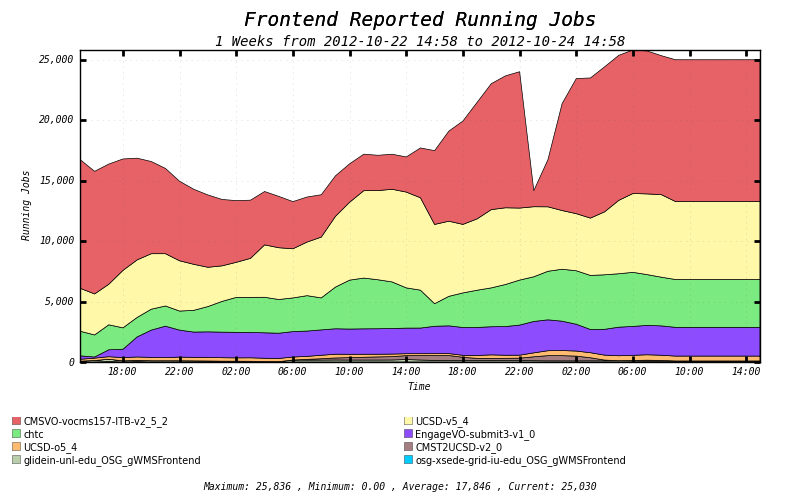 Frontend Reported Running Jobs
1 Weeks from 2012-10-22 14:58 to 2012-10-24 14:58
25,000
20,000
15,000
10,000
5,000
0
Running Jobs
18:00 22:00 02:00 06:00 10:00 14:00 18:00 22:00 02:00 06:00 10:00 14:00
Time
CMSVO-vocms157-ITB-v2_5_2 UCSD-v5_4
chtc EngageVO-submit3-v1_0
UCSD-o5_4 CMST2UCSD-v2_0
glidein-unl-edu_OSG_gWMSFrontend osg-xsede-grid-iu-edu_OSG_gWMSFrontend
Maximum: 25,836 , Minimum: 0.00 , Average: 17,846 , Current: 25,030